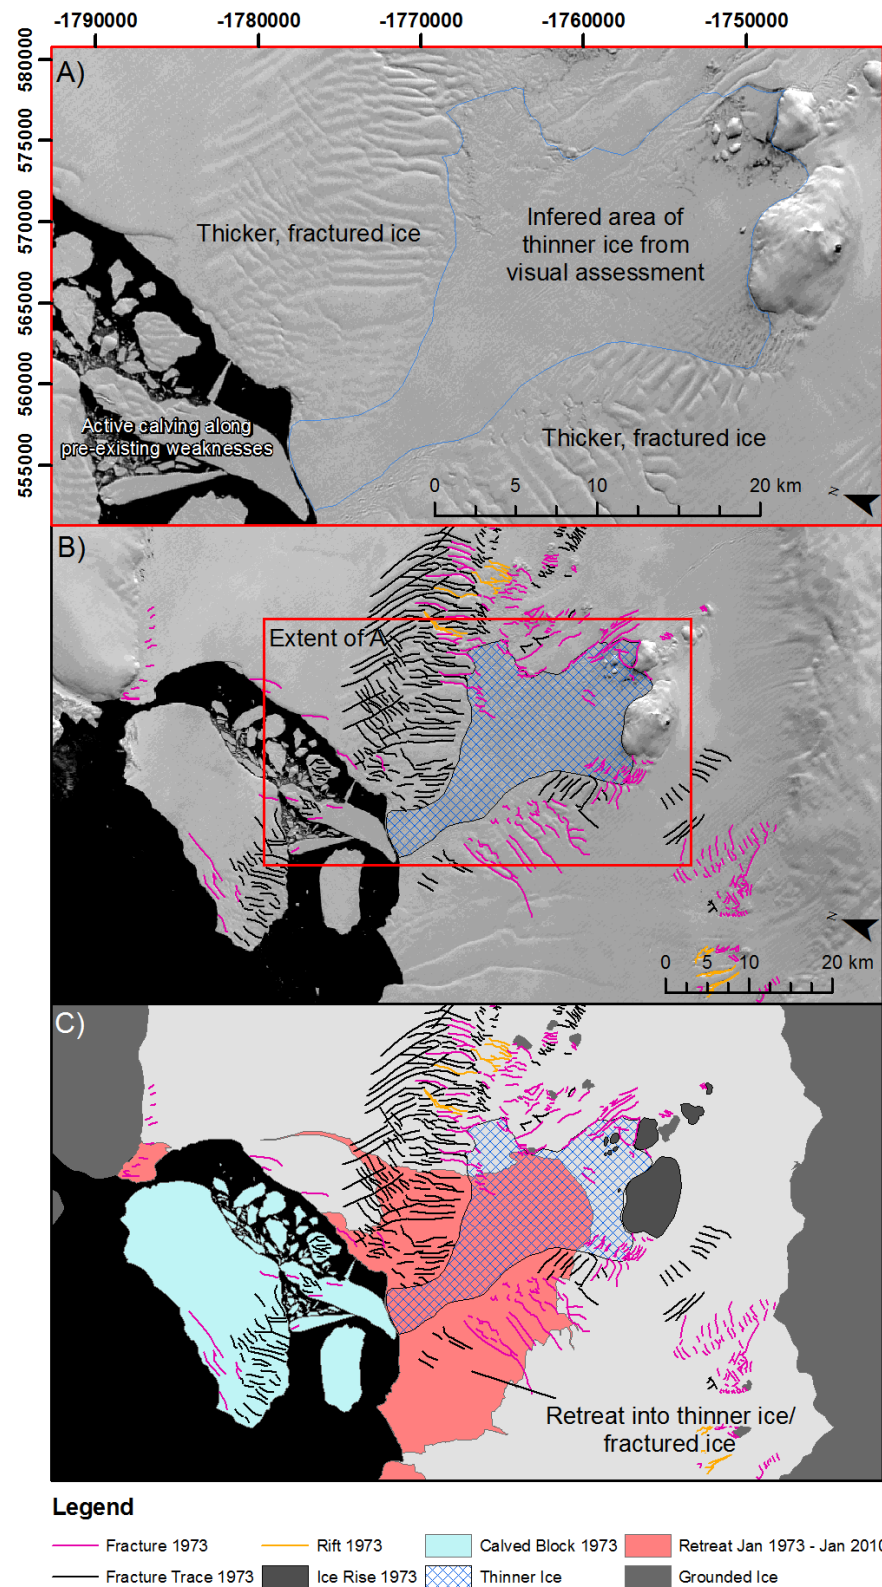 -1790000 -1780000 -1770000 -1760000 -1750000
580000
575000
570000
565000
560000
555000
A)
Thicker, fractured ice
Infered area of
thinner ice from
visual assessment
Active calving along
pre-existing weaknesses
Thicker, fractured ice
0 5 10 20 km
N
B)
Extent of A
N
0 5 10 20 km
C)
Retreat into thinner ice/
fractured ice
Legend
Fracture 1973 Rift 1973 Calved Block 1973 Retreat Jan 1973 - Jan 2010
Fracture Trace 1973 Ice Rise 1973 Thinner Ice Grounded Ice